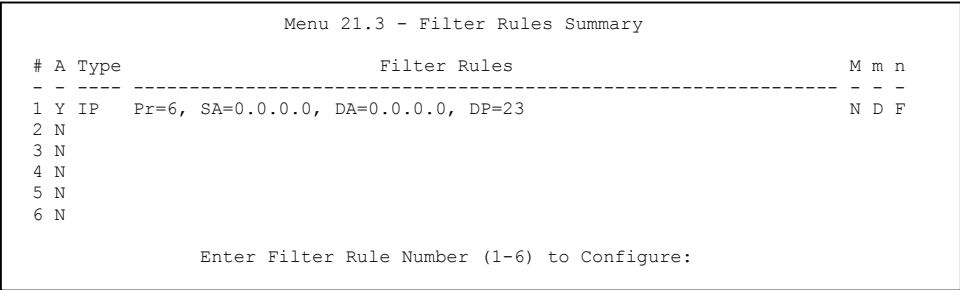 Menu 21.3 - Filter Rules Summary
# A Type Filter Rules M m n
- - ---- --------------------------------------------------------------- - - -
1 Y IP Pr=6, SA=0.0.0.0, DA=0.0.0.0, DP=23 N D F
2 N
3 N
4 N
5 N
6 N
Enter Filter Rule Number (1-6) to Configure: